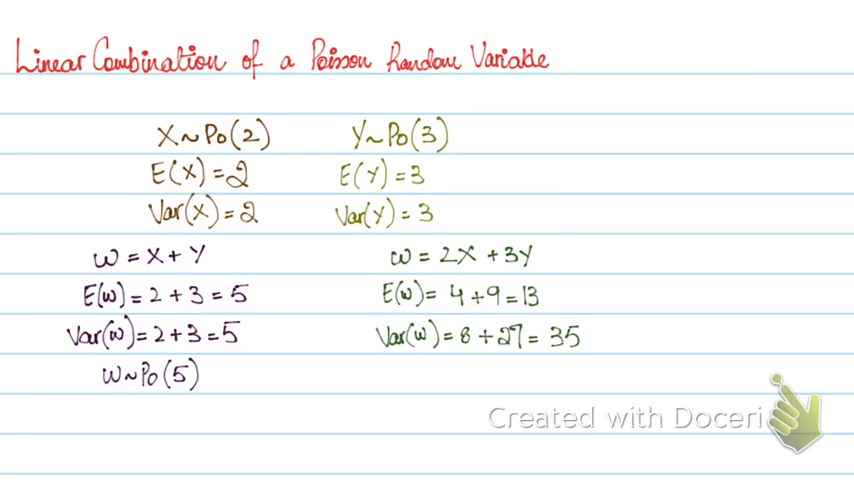 Linear Combination of a Poisson Random Variable
X ~ Po(2)
E(X) = 2
Var(X) = 2
Y ~ Po(3)
E(Y) = 3
Var(Y) = 3
W = X + Y
E(W) = 2 + 3 = 5
Var(W) = 2 + 3 = 5
W ~ Po(5)
W = 2X + 3Y
E(W) = 4 + 9 = 13
Var(W) = 8 + 27 = 35
Created with Doceri